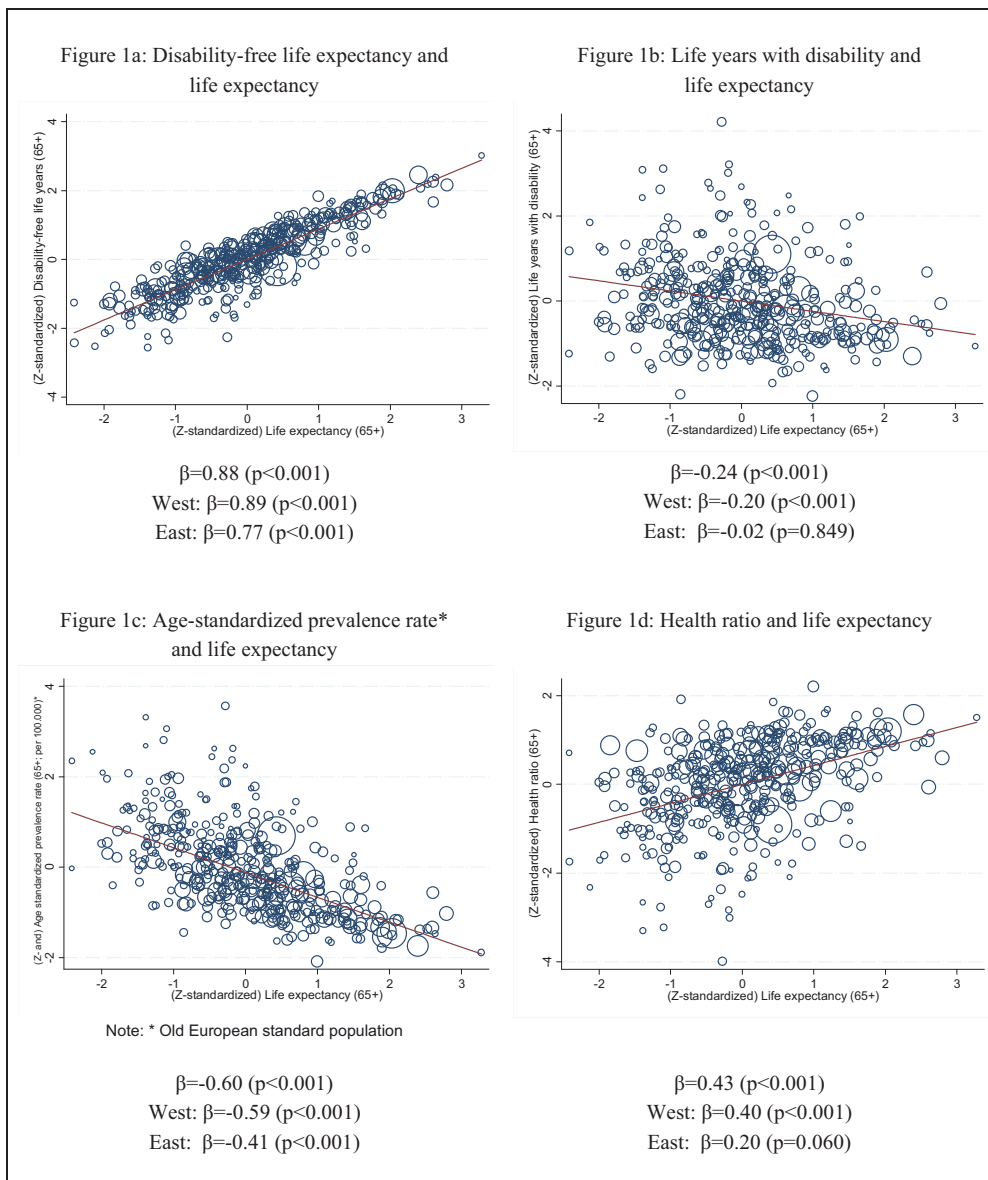 Figure 1a: Disability-free life expectancy and
life expectancy
(Z-standardized) Disability-free life years (65+)
4
2
0
-2
-4
-2
-1
0
1
2
3
(Z-standardized) Life expectancy (65+)
β=0.88 (p<0.001)
West: β=0.89 (p<0.001)
East: β=0.77 (p<0.001)
Figure 1b: Life years with disability and
life expectancy
(Z-standardized) Life years with disability (65+)
4
2
0
-2
-2
-1
0
1
2
3
(Z-standardized) Life expectancy (65+)
β=-0.24 (p<0.001)
West: β=-0.20 (p<0.001)
East: β=-0.02 (p=0.849)
Figure 1c: Age-standardized prevalence rate*
and life expectancy
(Z- and) Age standardized prevalence rate (65+; per 100.000)*
4
2
0
-2
-2
-1
0
1
2
3
(Z-standardized) Life expectancy (65+)
Note: * Old European standard population
β=-0.60 (p<0.001)
West: β=-0.59 (p<0.001)
East: β=-0.41 (p<0.001)
Figure 1d: Health ratio and life expectancy
(Z-standardized) Health ratio (65+)
2
0
-2
-4
-2
-1
0
1
2
3
(Z-standardized) Life expectancy (65+)
β=0.43 (p<0.001)
West: β=0.40 (p<0.001)
East: β=0.20 (p=0.060)